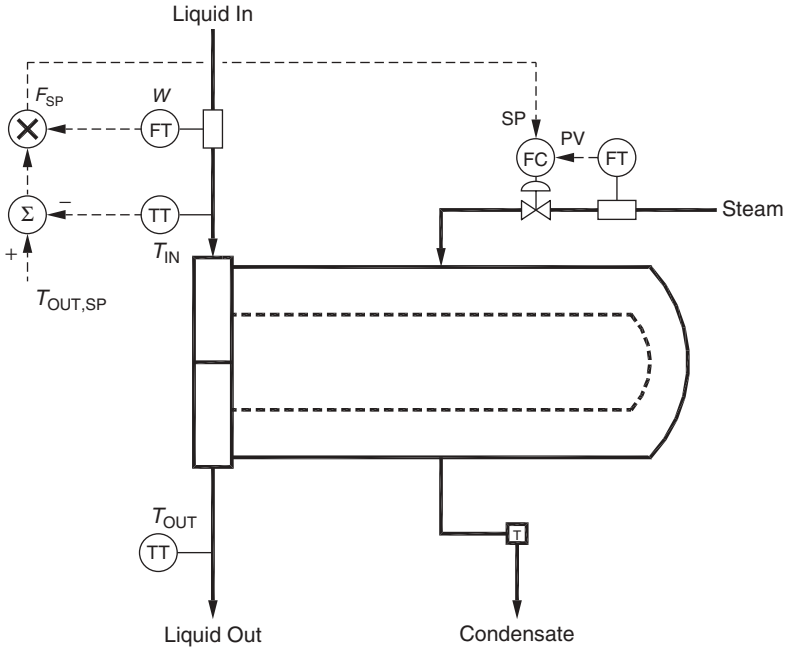 Liquid In
F_SP
W
FT
SP
PV
FC
FT
Σ
−
TT
Steam
+
T_IN
T_OUT,SP
T_OUT
TT
T
Liquid Out
Condensate